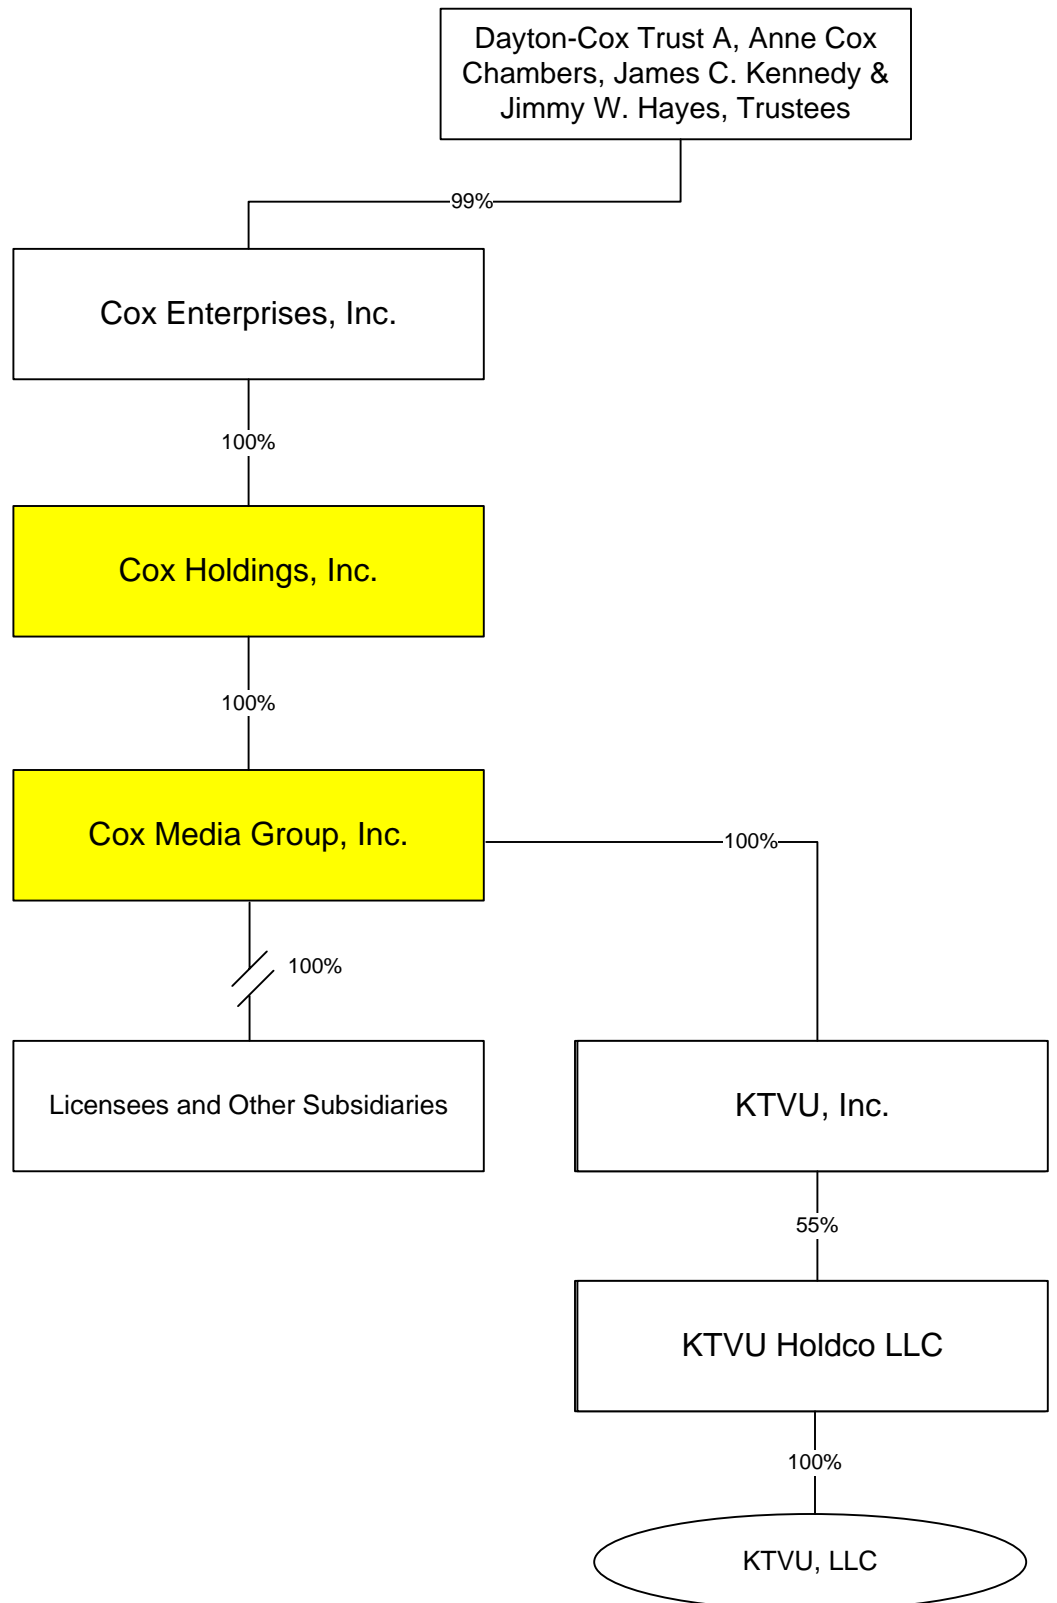 Dayton-Cox Trust A, Anne Cox
Chambers, James C. Kennedy &
Jimmy W. Hayes, Trustees
99%
Cox Enterprises, Inc.
100%
Cox Holdings, Inc.
100%
Cox Media Group, Inc.
100%
100%
Licensees and Other Subsidiaries
KTVU, Inc.
55%
KTVU Holdco LLC
100%
KTVU, LLC